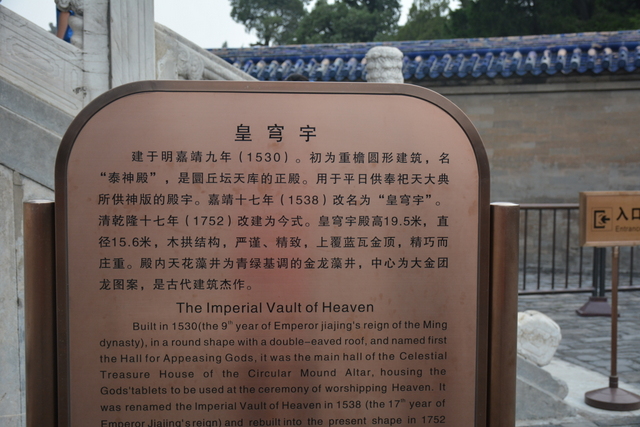 皇穹宇
建于明嘉靖九年（1530）。初为重檐圆形建筑，名
“泰神殿”，是圜丘坛天库的正殿。用于平日供奉祀天大典
所供神版的殿宇。嘉靖十七年（1538）改名为“皇穹宇”。
清乾隆十七年（1752）改建为今式。皇穹宇殿高19.5米，直
径15.6米，木拱结构，严谨、精致，上覆蓝瓦金顶，精巧而
庄重。殿内天花藻井为青绿基调的金龙藻井，中心为大金团
龙图案，是古代建筑杰作。
The Imperial Vault of Heaven
Built in 1530(the 9th year of Emperor jiajing's reign of the Ming
dynasty), in a round shape with a double-eaved roof, and named first
the Hall for Appeasing Gods, it was the main hall of the Celestial
Treasure House of the Circular Mound Altar, housing the
Gods'tablets to be used at the ceremony of worshipping Heaven. It
was renamed the Imperial Vault of Heaven in 1538 (the 17th year of
Emperor Jiajing's reign) and rebuilt into the present shape in 1752
入口
Entrance